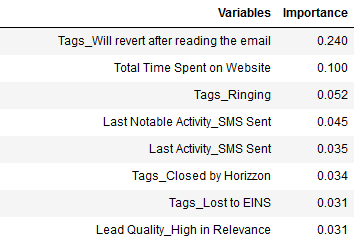 Variables Importance
Tags_Will revert after reading the email 0.240
Total Time Spent on Website 0.100
Tags_Ringing 0.052
Last Notable Activity_SMS Sent 0.045
Last Activity_SMS Sent 0.035
Tags_Closed by Horizzon 0.034
Tags_Lost to EINS 0.031
Lead Quality_High in Relevance 0.031